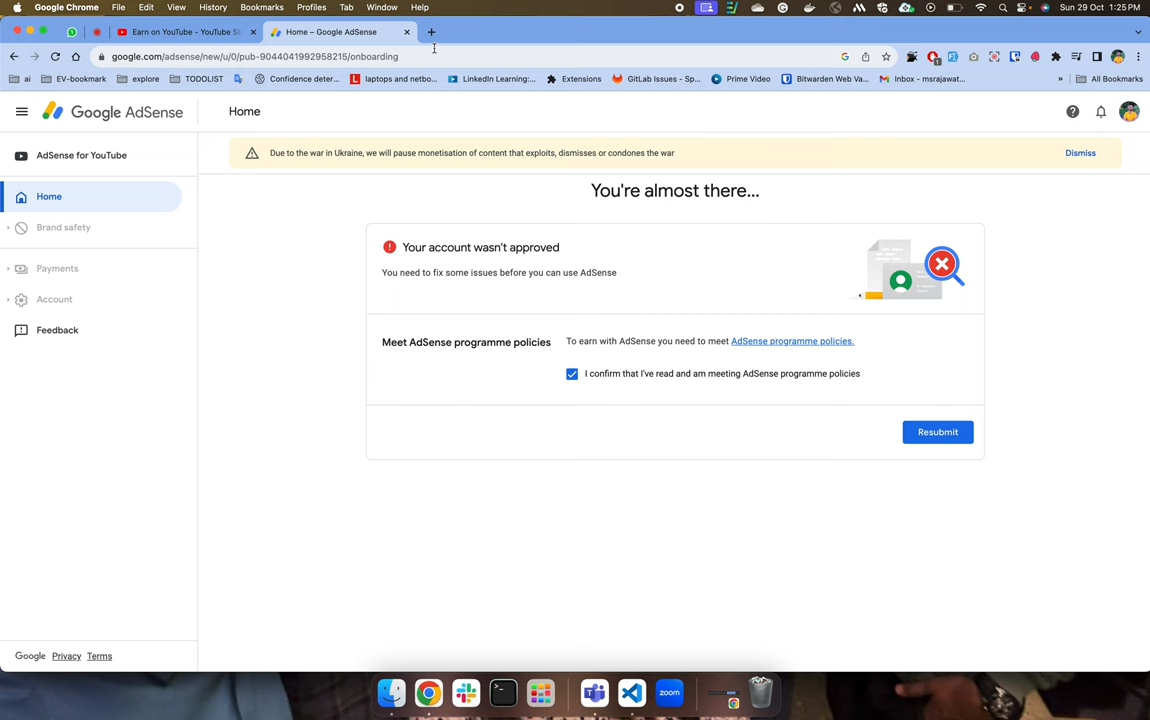 Google Chrome File Edit View History Bookmarks Profiles Tab Window Help Sun 29 Oct 1:25 PM
Earn on YouTube - YouTube St Home – Google AdSense
google.com/adsense/new/u/0/pub-9044041992958215/onboarding
ai EV-bookmark explore TODOLIST Confidence deter... laptops and netbo... LinkedIn Learning:... Extensions GitLab Issues - Sp... Prime Video Bitwarden Web Va... Inbox - msrajawat... » All Bookmarks
Google AdSense Home
AdSense for YouTube
Due to the war in Ukraine, we will pause monetisation of content that exploits, dismisses or condones the war Dismiss
Home
Brand safety
Payments
Account
Feedback
You're almost there...
Your account wasn't approved
You need to fix some issues before you can use AdSense
Meet AdSense programme policies To earn with AdSense you need to meet AdSense programme policies.
I confirm that I've read and am meeting AdSense programme policies
Resubmit
Google Privacy Terms
zoom